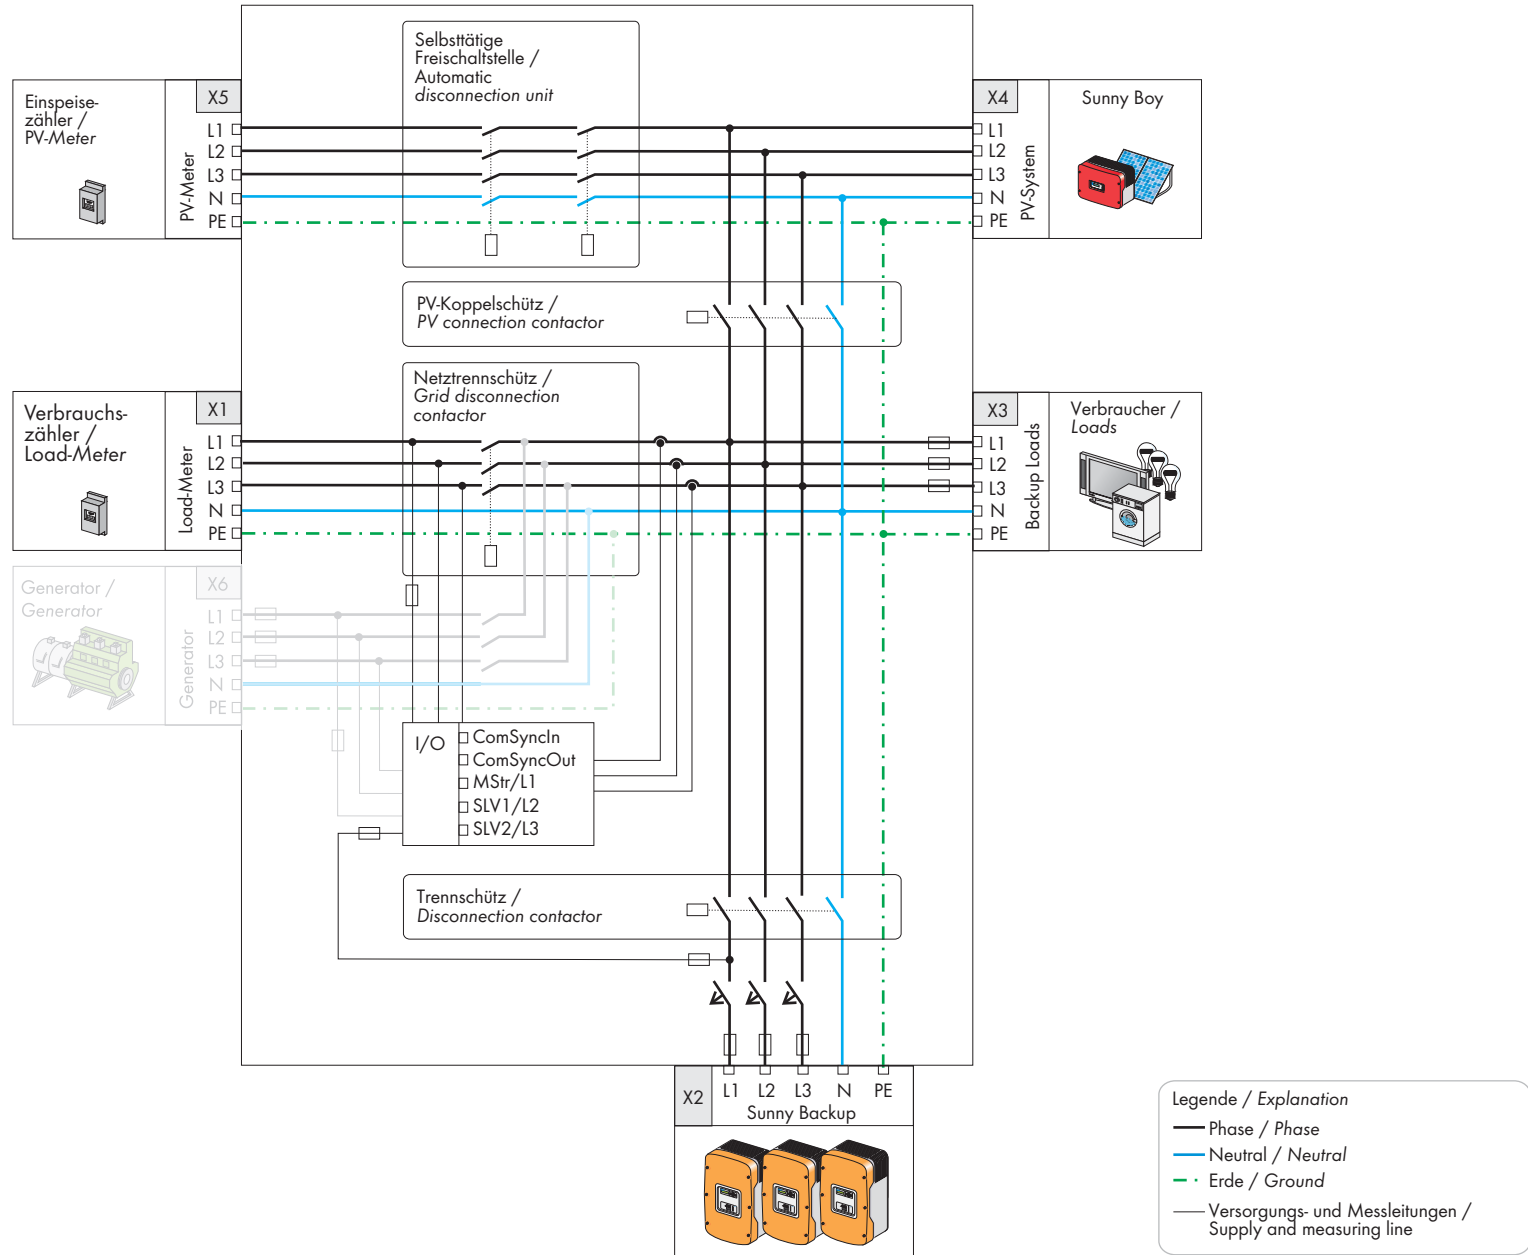 Selbsttätige
Freischaltstelle /
Automatic
disconnection unit
Einspeise-
zähler /
PV-Meter
X5
L1
L2
L3
N
PE
PV-Meter
X4
L1
L2
L3
N
PE
PV-System
Sunny Boy
PV-Koppelschütz /
PV connection contactor
Netztrennschütz /
Grid disconnection
contactor
Verbrauchs-
zähler /
Load-Meter
X1
L1
L2
L3
N
PE
Load-Meter
X3
L1
L2
L3
N
PE
Backup Loads
Verbraucher /
Loads
Generator /
Generator
X6
L1
L2
L3
N
PE
Generator
I/O
ComSyncIn
ComSyncOut
MStr/L1
SLV1/L2
SLV2/L3
Trennschütz /
Disconnection contactor
X2
L1 L2 L3 N PE
Sunny Backup
Legende / Explanation
Phase / Phase
Neutral / Neutral
Erde / Ground
Versorgungs- und Messleitungen /
Supply and measuring line